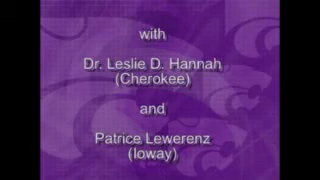 with
Dr. Leslie D. Hannah
(Cherokee)
and
Patrice Lewerenz
(Ioway)